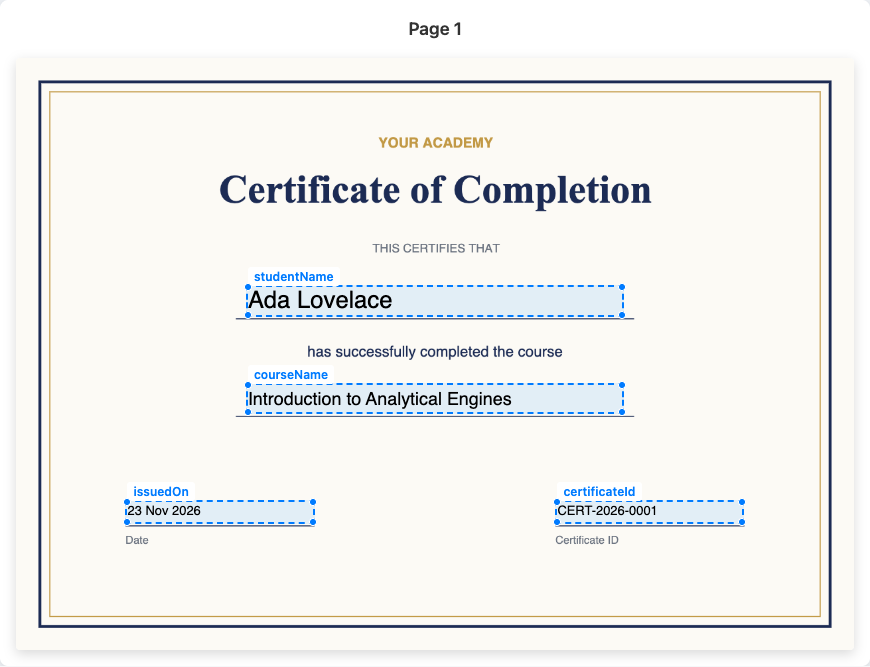 Page 1
YOUR ACADEMY
Certificate of Completion
THIS CERTIFIES THAT
studentName
Ada Lovelace
has successfully completed the course
courseName
Introduction to Analytical Engines
issuedOn
23 Nov 2026
Date
certificateId
CERT-2026-0001
Certificate ID